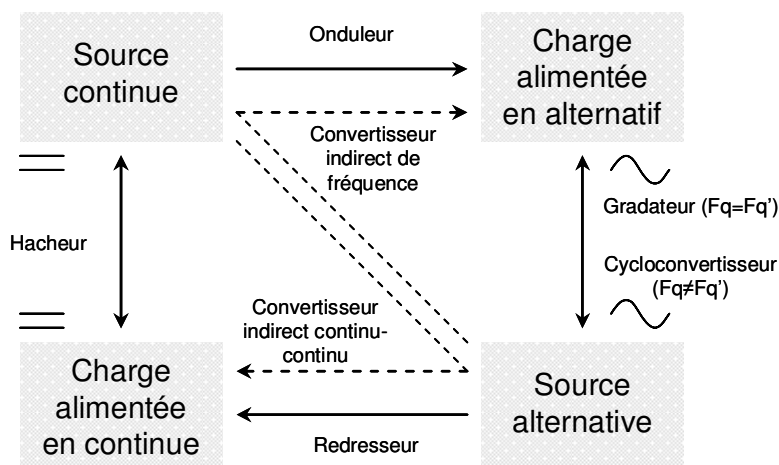 Source
continue
Onduleur
Charge
alimentée
en alternatif
Convertisseur
indirect de
fréquence
Hacheur
Gradateur (Fq=Fq’)
Cycloconvertisseur
(Fq≠Fq’)
Convertisseur
indirect continu-
continu
Charge
alimentée
en continue
Redresseur
Source
alternative